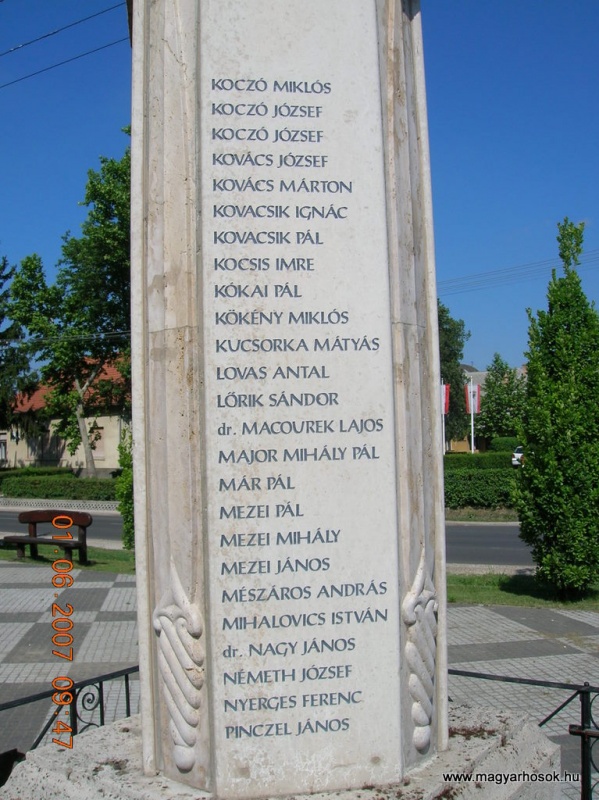 KOCZÓ MIKLÓS
KOCZÓ JÓZSEF
KOCZÓ JÓZSEF
KOVÁCS JÓZSEF
KOVÁCS MÁRTON
KOVACSIK IGNÁC
KOVACSIK PÁL
KOCSIS IMRE
KÓKAI PÁL
KÖKÉNY MIKLÓS
KUCSORKA MÁTYÁS
LOVAS ANTAL
LŐRIK SÁNDOR
dr. MACOUREK LAJOS
MAJOR MIHÁLY PÁL
MÁR PÁL
MEZEI PÁL
MEZEI MIHÁLY
MEZEI JÁNOS
MÉSZÁROS ANDRÁS
MIHALOVICS ISTVÁN
dr. NAGY JÁNOS
NÉMETH JÓZSEF
NYERGES FERENC
PINCZEL JÁNOS
01 06 2007 09:47
www.magyarhosok.hu